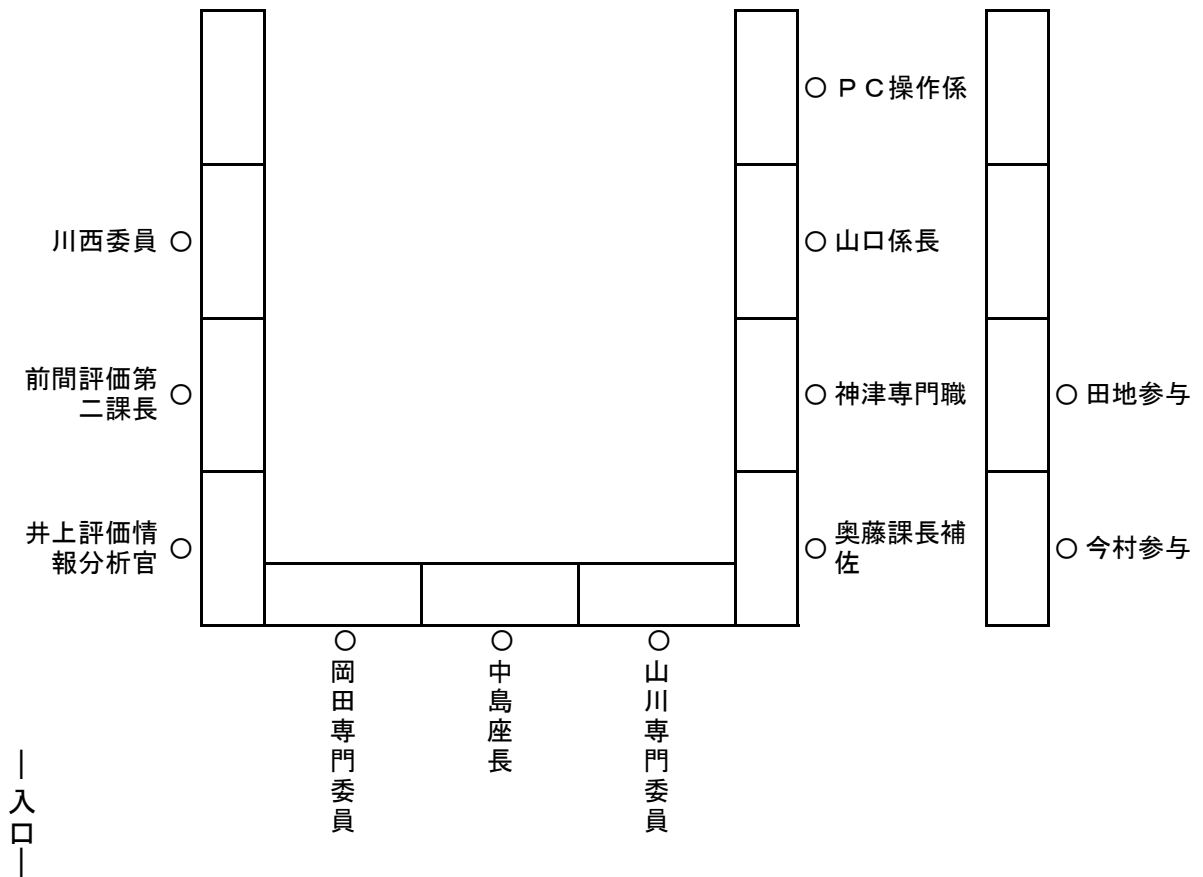 ○ ＰＣ操作係
川西委員 ○
○ 山口係長
前間評価第
二課長 ○
○ 神津専門職
○ 田地参与
井上評価情
報分析官 ○
○ 奥藤課長補
佐
○ 今村参与
○岡田専門委員
○中島座長
○山川専門委員
｜入口｜